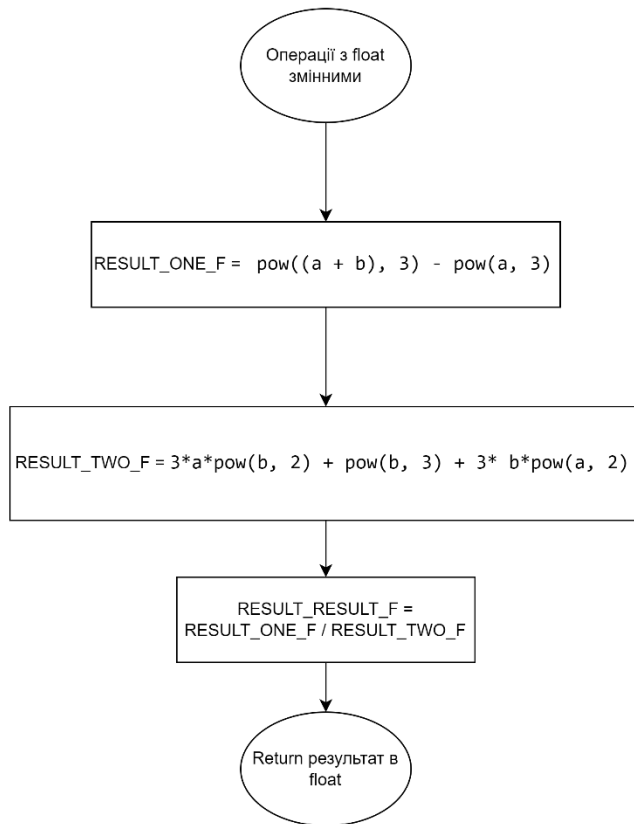 Операції з float
змінними
RESULT_ONE_F = pow((a + b), 3) - pow(a, 3)
RESULT_TWO_F = 3*a*pow(b, 2) + pow(b, 3) + 3* b*pow(a, 2)
RESULT_RESULT_F =
RESULT_ONE_F / RESULT_TWO_F
Return результат в
float